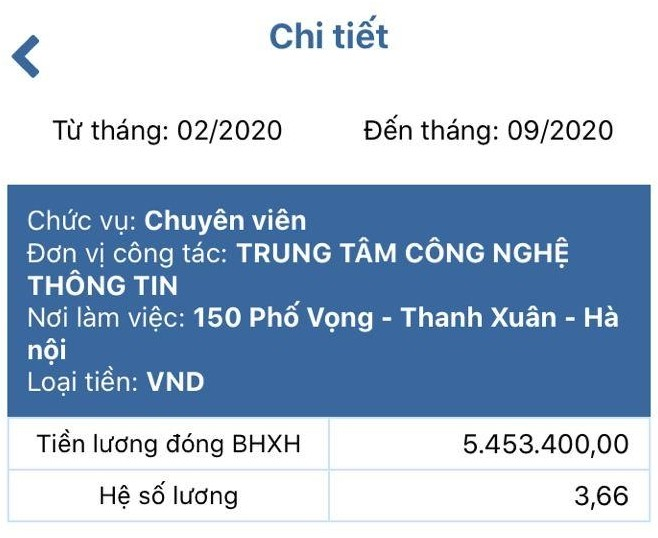 Chi tiết
Từ tháng: 02/2020 Đến tháng: 09/2020
Chức vụ: Chuyên viên
Đơn vị công tác: TRUNG TÂM CÔNG NGHỆ
THÔNG TIN
Nơi làm việc: 150 Phố Vọng - Thanh Xuân - Hà
nội
Loại tiền: VND
Tiền lương đóng BHXH 5.453.400,00
Hệ số lương 3,66